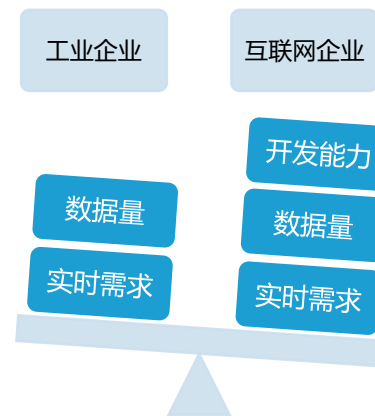 工业企业
互联网企业
开发能力
数据量
数据量
实时需求
实时需求